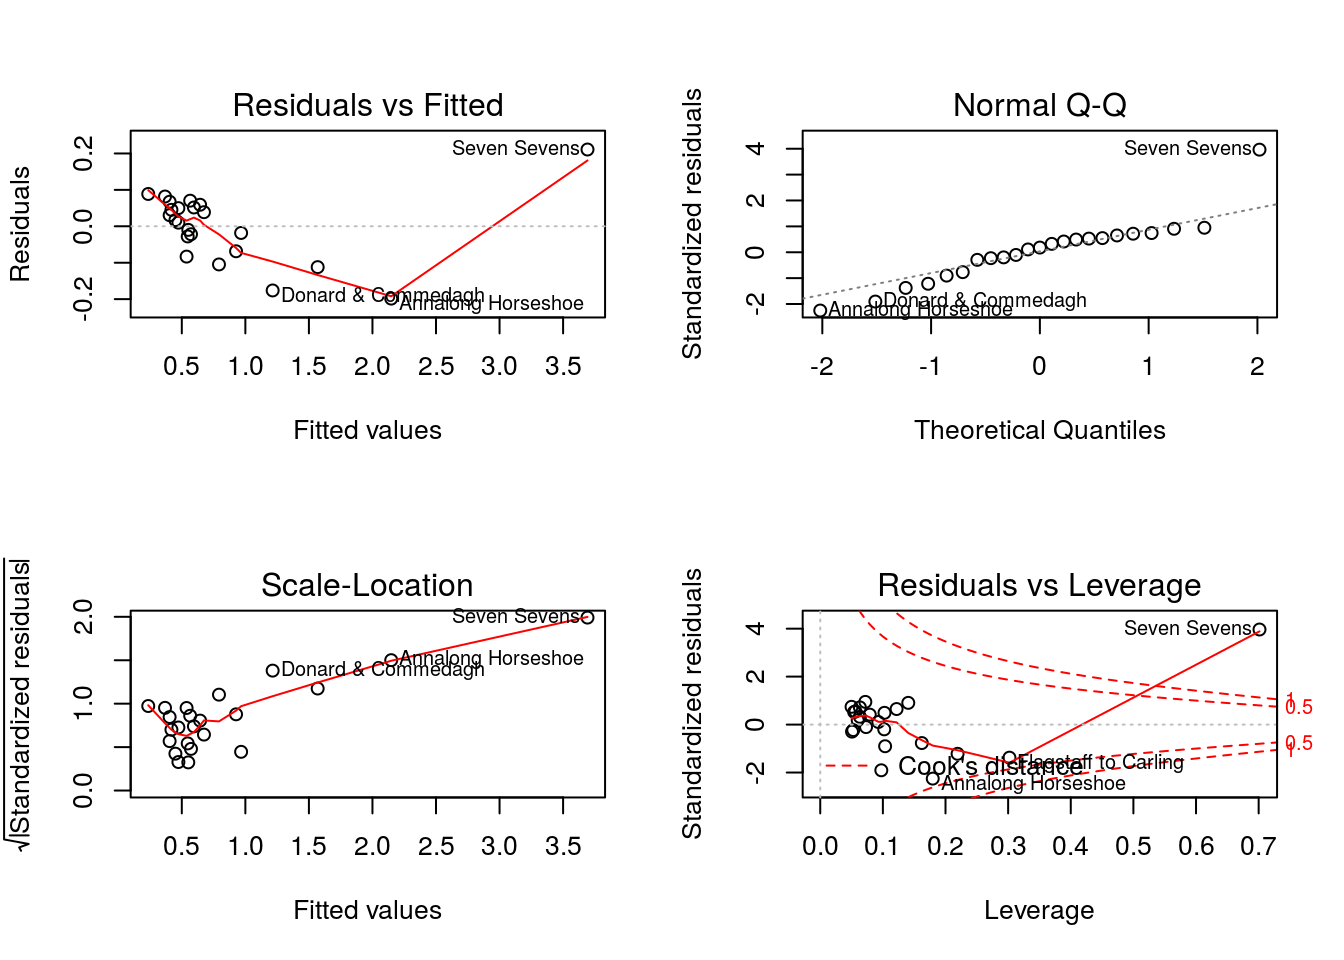 Residuals vs Fitted
Residuals
0.2
0.0
-0.2
Seven Sevens
Donard & Commedagh
Annalong Horseshoe
0.5 1.0 1.5 2.0 2.5 3.0 3.5
Fitted values
Normal Q-Q
Standardized residuals
4
2
0
-2
Seven Sevens
Donard & Commedagh
Annalong Horseshoe
-2 -1 0 1 2
Theoretical Quantiles
Scale-Location
√|Standardized residuals|
2.0
1.0
0.0
Seven Sevens
Annalong Horseshoe
Donard & Commedagh
0.5 1.0 1.5 2.0 2.5 3.0 3.5
Fitted values
Residuals vs Leverage
Standardized residuals
4
2
0
-2
Seven Sevens
1
0.5
0.5
1
Cook's distance
Flagstaff to Carling
Annalong Horseshoe
0.0 0.1 0.2 0.3 0.4 0.5 0.6 0.7
Leverage